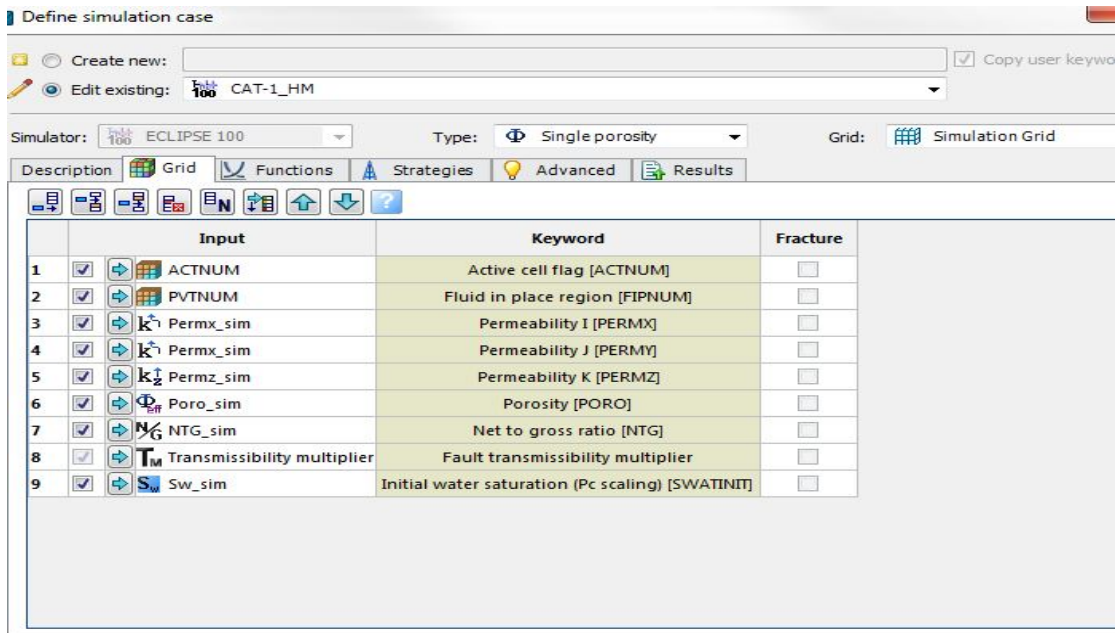 Define simulation case
Create new:
Copy user keywo
Edit existing: CAT-1_HM
Simulator: ECLIPSE 100 Type: Single porosity Grid: Simulation Grid
Description Grid Functions Strategies Advanced Results
Input Keyword Fracture
1 ACTNUM Active cell flag [ACTNUM]
2 PVTNUM Fluid in place region [FIPNUM]
3 Permx_sim Permeability I [PERMX]
4 Permx_sim Permeability J [PERMY]
5 Permz_sim Permeability K [PERMZ]
6 Poro_sim Porosity [PORO]
7 NTG_sim Net to gross ratio [NTG]
8 Transmissibility multiplier Fault transmissibility multiplier
9 Sw_sim Initial water saturation (Pc scaling) [SWATINIT]